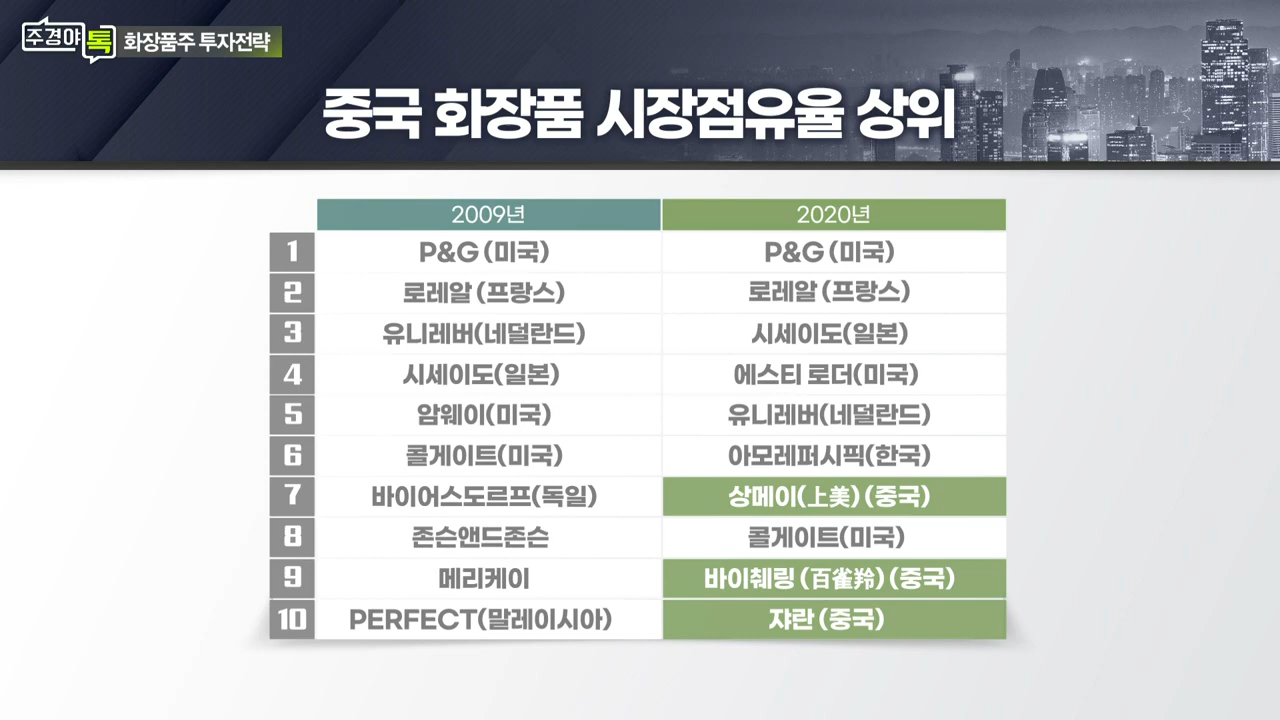 주경야톡 화장품주 투자전략
중국 화장품 시장점유율 상위
2009년 2020년
1 P&G (미국) P&G (미국)
2 로레알 (프랑스) 로레알 (프랑스)
3 유니레버(네덜란드) 시세이도(일본)
4 시세이도(일본) 에스티 로더(미국)
5 암웨이(미국) 유니레버(네덜란드)
6 콜게이트(미국) 아모레퍼시픽(한국)
7 바이어스도르프(독일) 상메이(上美) (중국)
8 존슨앤드존슨 콜게이트(미국)
9 메리케이 바이췌링 (百雀羚) (중국)
10 PERFECT(말레이시아) 쟈란 (중국)